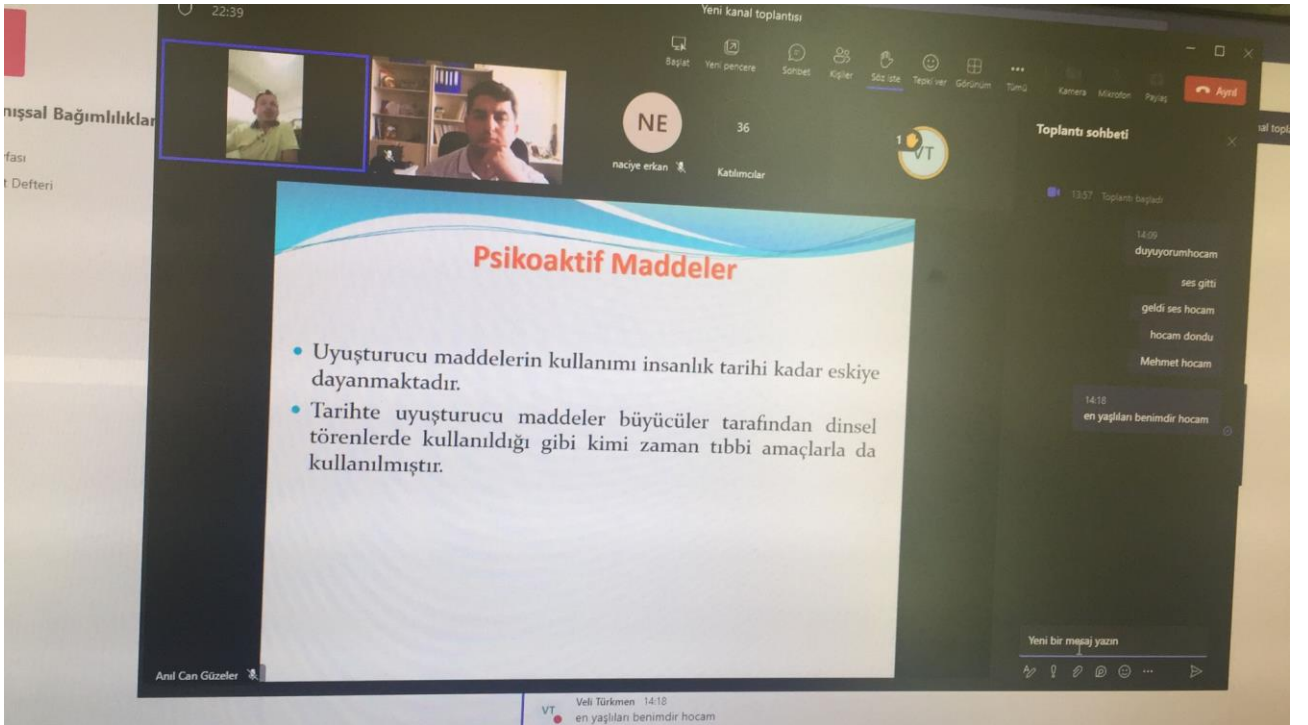 22:39
Yeni kanal toplantısı
Başlat
Yeni pencere
Sohbet
Kişiler
Söz iste
Tepki ver
Görünüm
Tümü
Kamera
Mikrofon
Paylaş
Ayrıl
nışsal Bağımlılıklar
t Defteri
NE
naciye erkan
36
Katılımcılar
1
VT
Toplantı sohbeti
13:57 Toplantı başladı
14:09
duyuyorumhocam
ses gitti
geldi ses hocam
hocam dondu
Mehmet hocam
14:18
en yaşlıları benimdir hocam
Psikoaktif Maddeler
• Uyuşturucu maddelerin kullanımı insanlık tarihi kadar eskiye
dayanmaktadır.
• Tarihte uyuşturucu maddeler büyücüler tarafından dinsel
törenlerde kullanıldığı gibi kimi zaman tıbbi amaçlarla da
kullanılmıştır.
Anıl Can Güzeler
Yeni bir mesaj yazın
VT
Veli Türkmen 14:18
en yaşlıları benimdir hocam